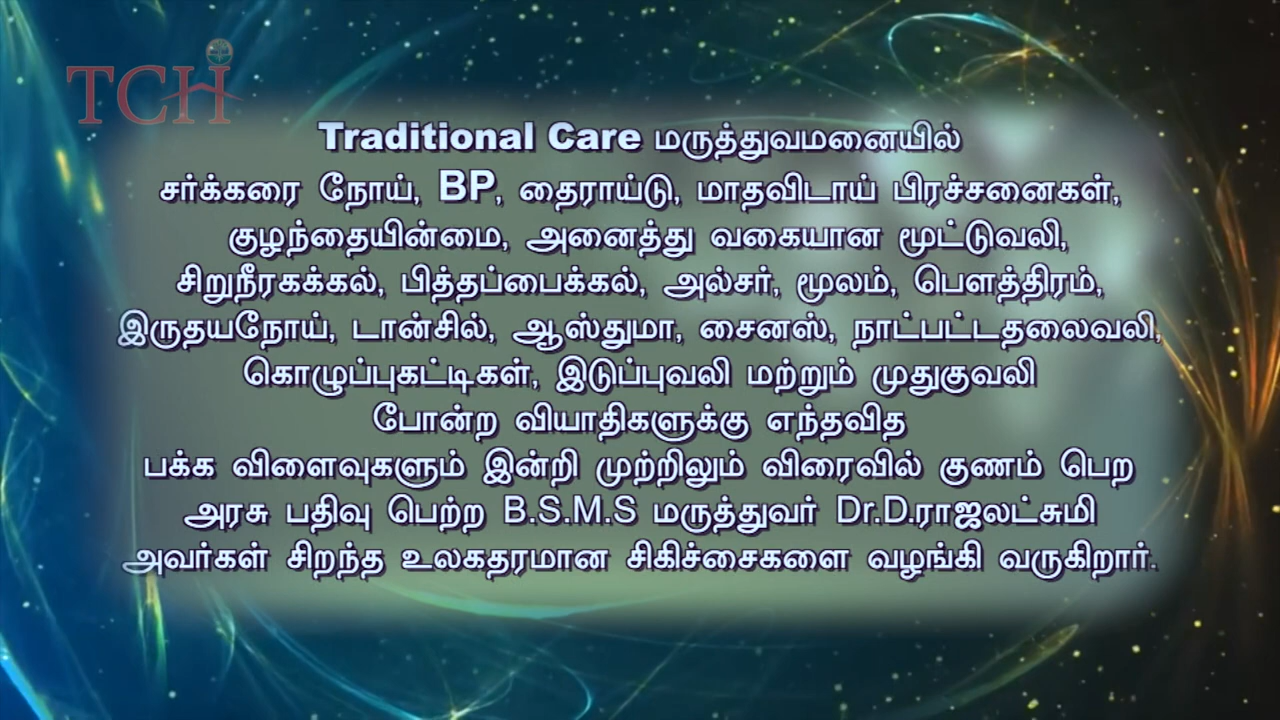 TCH
Traditional Care மருத்துவமனையில்
சர்க்கரை நோய், BP, தைராய்டு, மாதவிடாய் பிரச்சனைகள்,
குழந்தையின்மை, அனைத்து வகையான மூட்டுவலி,
சிறுநீரகக்கல், பித்தப்பைக்கல், அல்சர், மூலம், பௌத்திரம்,
இருதயநோய், டான்சில், ஆஸ்துமா, சைனஸ், நாட்பட்டதலைவலி,
கொழுப்புகட்டிகள், இடுப்புவலி மற்றும் முதுகுவலி
போன்ற வியாதிகளுக்கு எந்தவித
பக்க விளைவுகளும் இன்றி முற்றிலும் விரைவில் குணம் பெற
அரசு பதிவு பெற்ற B.S.M.S மருத்துவர் Dr.D.ராஜலட்சுமி
அவர்கள் சிறந்த உலகதரமான சிகிச்சைகளை வழங்கி வருகிறார்.